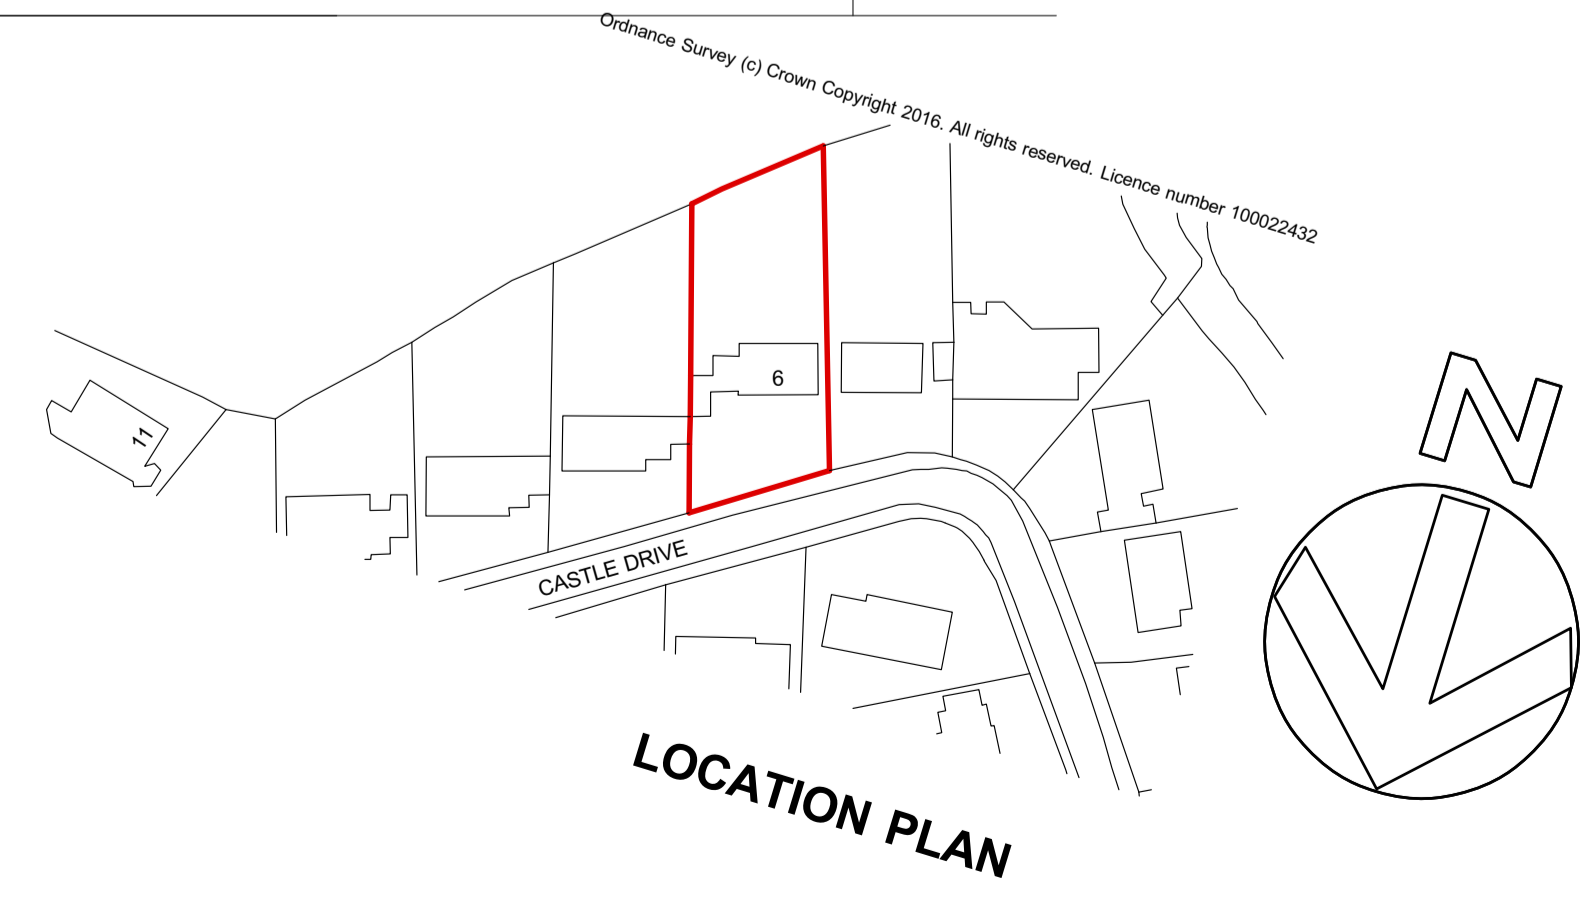 Ordnance Survey (c) Crown Copyright 2016. All rights reserved. Licence number 100022432
6
11
CASTLE DRIVE
LOCATION PLAN
N